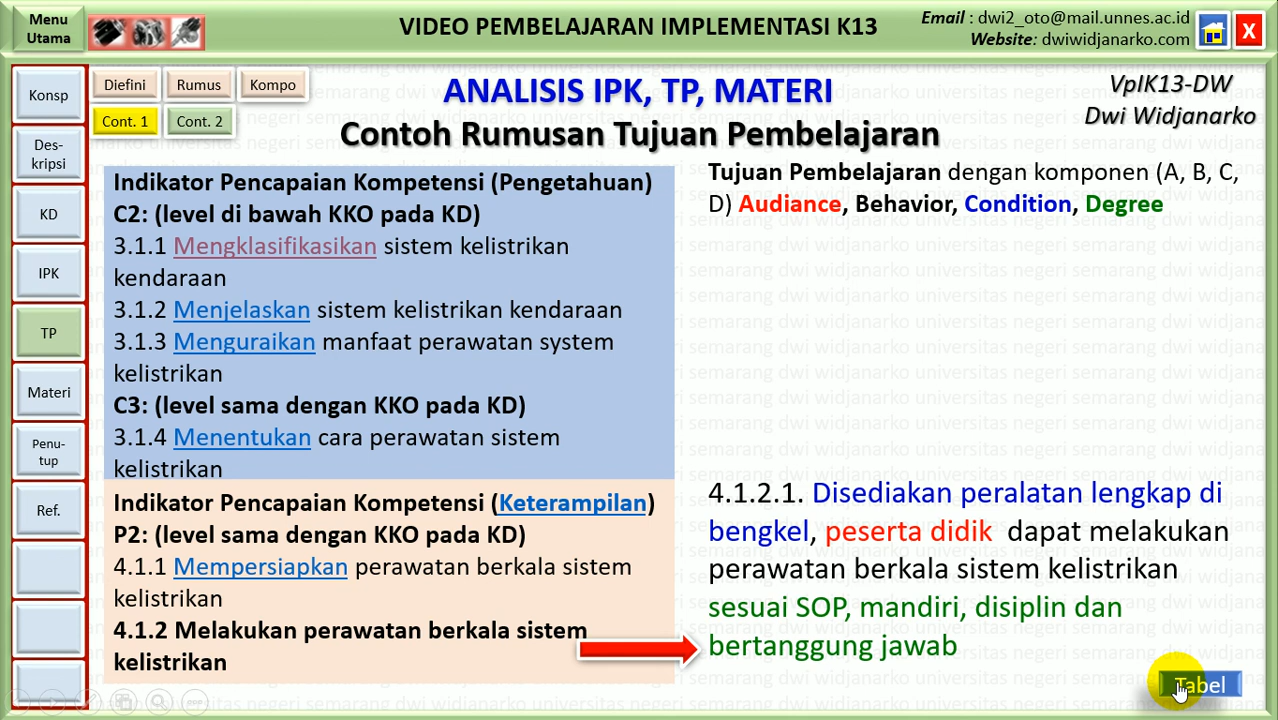 Menu
Utama
VIDEO PEMBELAJARAN IMPLEMENTASI K13
Email : dwi2_oto@mail.unnes.ac.id
Website: dwiwidjanarko.com
X
Konsp
Des-
kripsi
KD
IPK
TP
Materi
Penu-
tup
Ref.
Diefini
Rumus
Kompo
Cont. 1
Cont. 2
ANALISIS IPK, TP, MATERI
Contoh Rumusan Tujuan Pembelajaran
VpIK13-DW
Dwi Widjanarko
Indikator Pencapaian Kompetensi (Pengetahuan)
C2: (level di bawah KKO pada KD)
3.1.1 Mengklasifikasikan sistem kelistrikan
kendaraan
3.1.2 Menjelaskan sistem kelistrikan kendaraan
3.1.3 Menguraikan manfaat perawatan system
kelistrikan
C3: (level sama dengan KKO pada KD)
3.1.4 Menentukan cara perawatan sistem
kelistrikan
Indikator Pencapaian Kompetensi (Keterampilan)
P2: (level sama dengan KKO pada KD)
4.1.1 Mempersiapkan perawatan berkala sistem
kelistrikan
4.1.2 Melakukan perawatan berkala sistem
kelistrikan
Tujuan Pembelajaran dengan komponen (A, B, C,
D) Audiance, Behavior, Condition, Degree
4.1.2.1. Disediakan peralatan lengkap di
bengkel, peserta didik dapat melakukan
perawatan berkala sistem kelistrikan
sesuai SOP, mandiri, disiplin dan
bertanggung jawab
Tabel